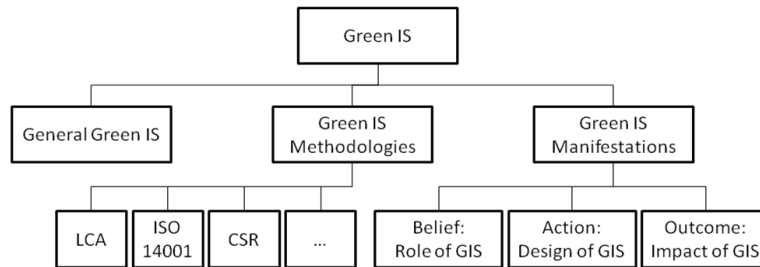 Green IS
General Green IS
Green IS
Methodologies
Green IS
Manifestations
LCA
ISO
14001
CSR
...
Belief:
Role of GIS
Action:
Design of GIS
Outcome:
Impact of GIS